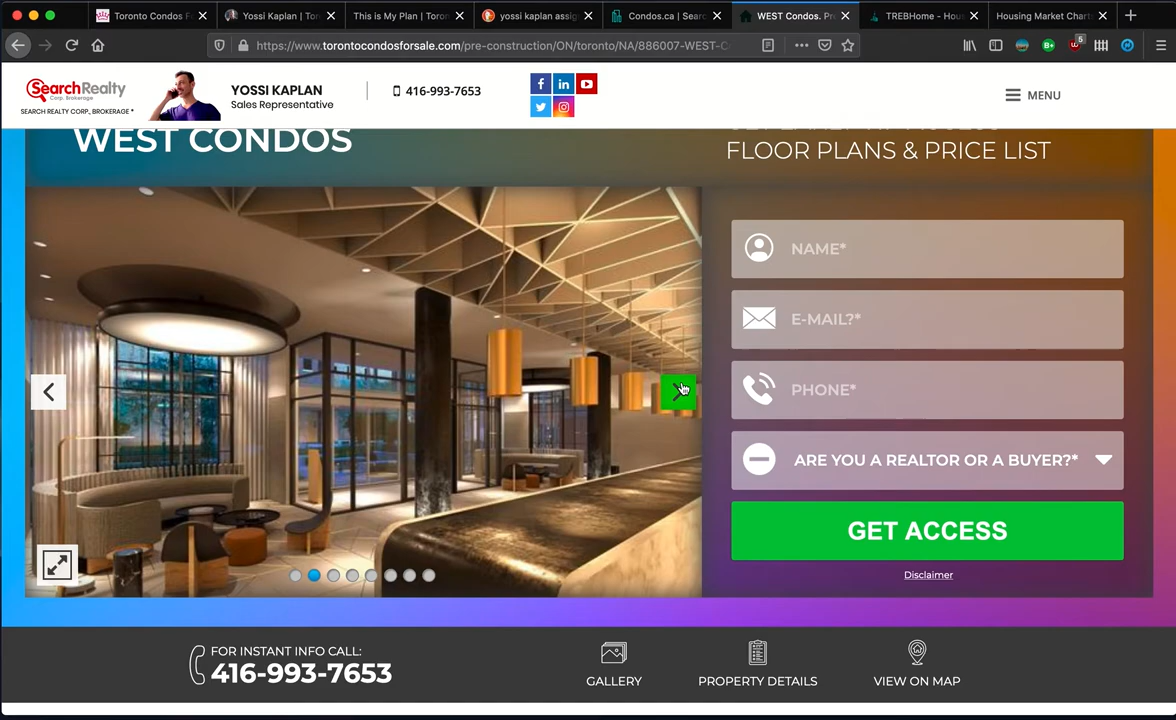 Toronto Condos F
Yossi Kaplan | Tor
This is My Plan | Toron
yossi kaplan assig
Condos.ca | Searc
WEST Condos. Pr
TREBHome - Hous
Housing Market Chart
https://www.torontocondosforsale.com/pre-construction/ON/toronto/NA/886007-WEST-C
B+
5
SearchRealty
Corp. Brokerage
SEARCH REALTY CORP., BROKERAGE *
YOSSI KAPLAN
Sales Representative
416-993-7653
MENU
WEST CONDOS
FLOOR PLANS & PRICE LIST
NAME*
E-MAIL?*
PHONE*
ARE YOU A REALTOR OR A BUYER?*
GET ACCESS
Disclaimer
FOR INSTANT INFO CALL:
416-993-7653
GALLERY
PROPERTY DETAILS
VIEW ON MAP